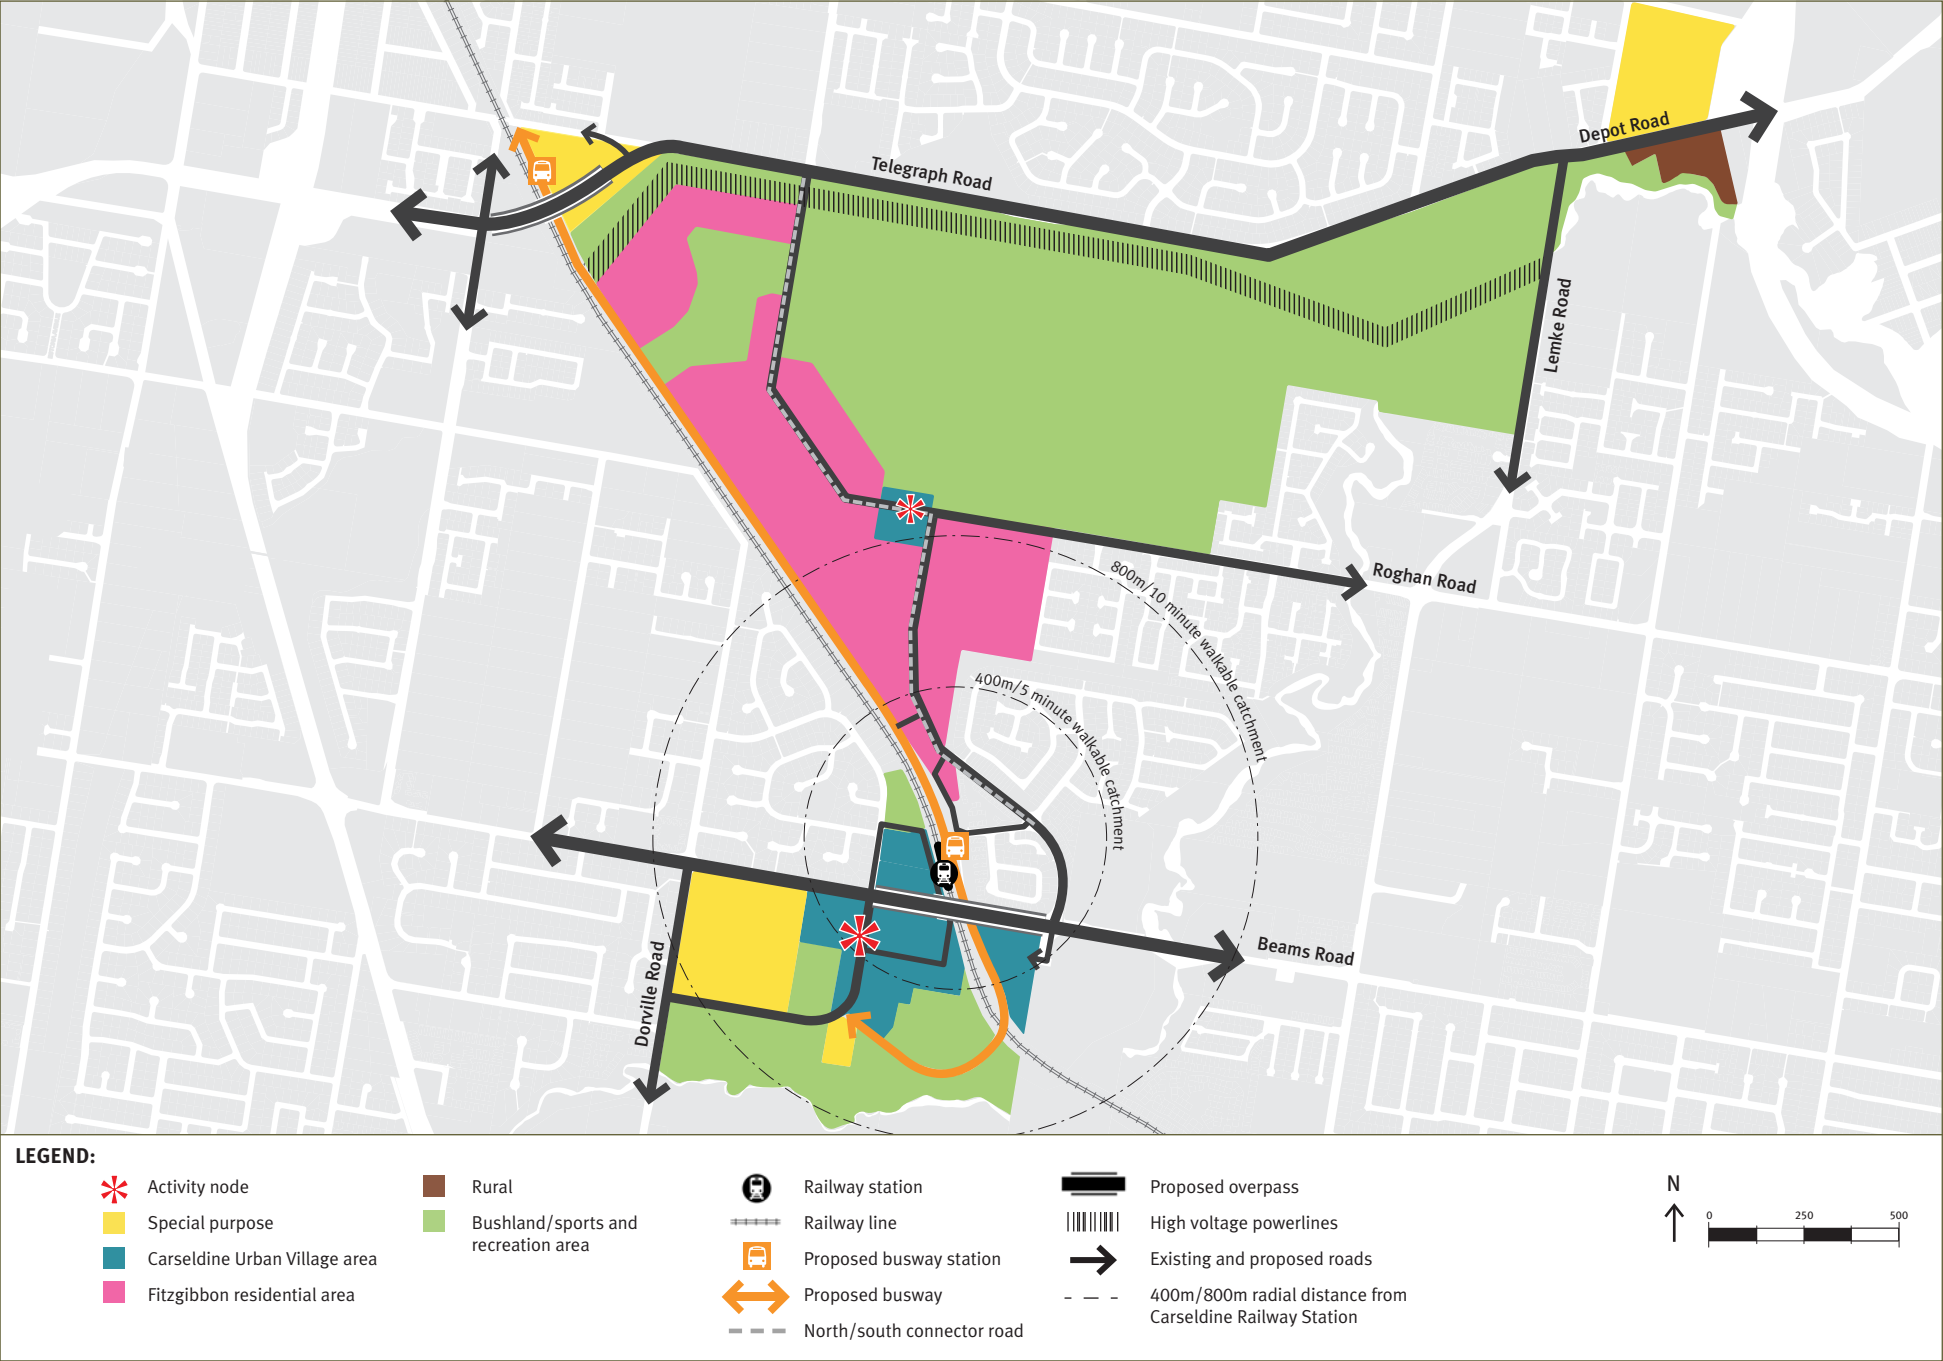 Depot Road
Telegraph Road
Lemke Road
Roghan Road
800m/10 minute walkable catchment
400m/5 minute walkable catchment
Beams Road
Dorville Road
LEGEND:
Activity node
Special purpose
Carseldine Urban Village area
Fitzgibbon residential area
Rural
Bushland/sports and
recreation area
Railway station
Railway line
Proposed busway station
Proposed busway
North/south connector road
Proposed overpass
High voltage powerlines
Existing and proposed roads
400m/800m radial distance from
Carseldine Railway Station
N
0 250 500